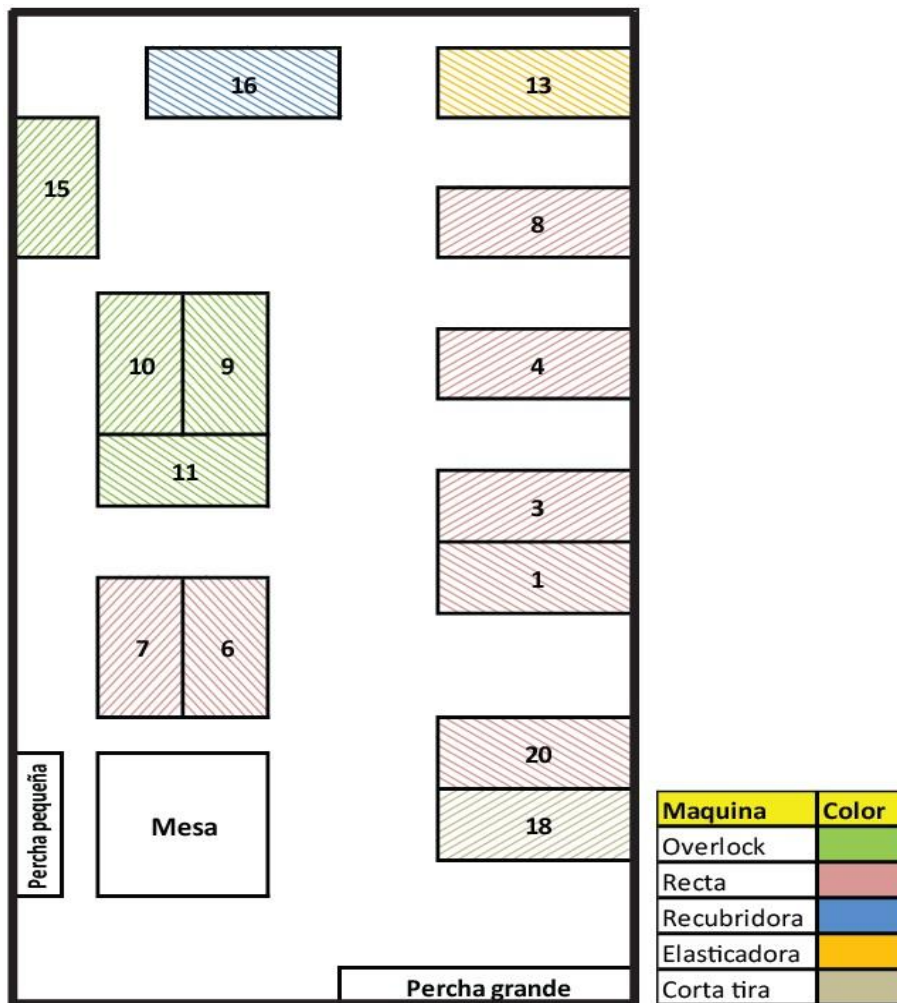 16
13
15
8
10
9
4
11
3
1
7
6
20
18
Percha pequeña
Mesa
Percha grande
Maquina Color
Overlock
Recta
Recubridora
Elasticadora
Corta tira